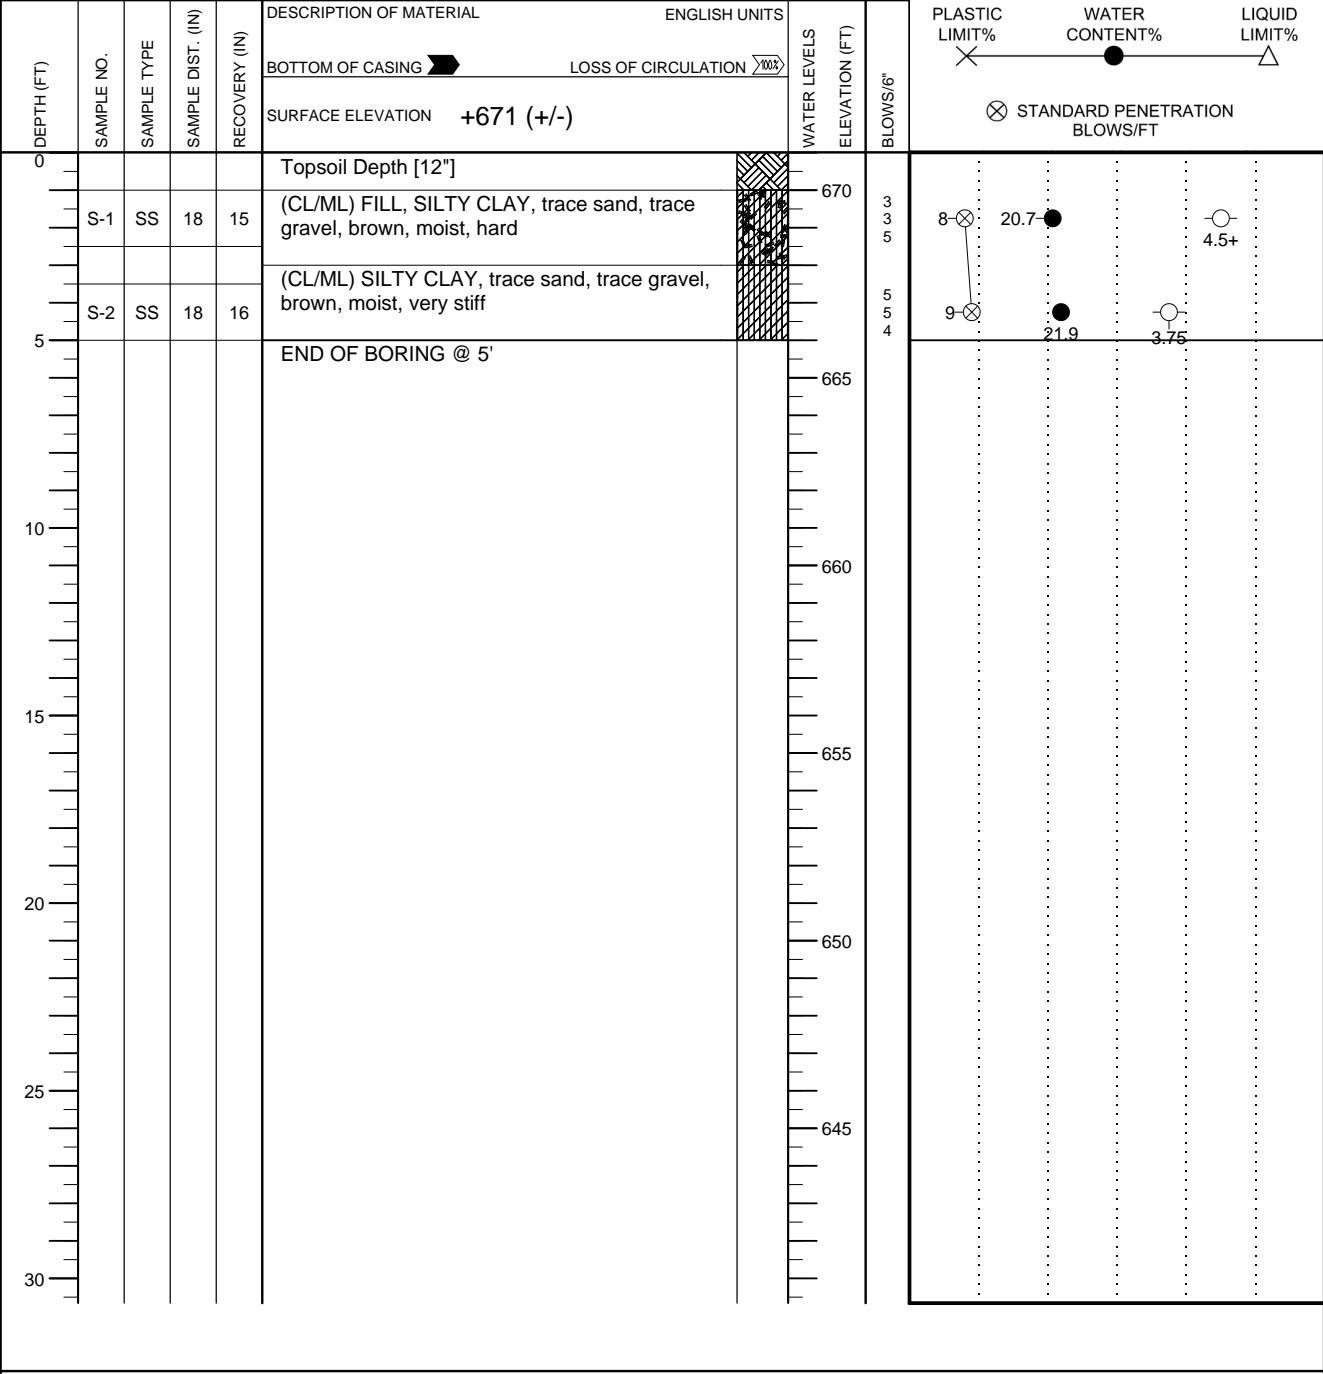 DEPTH (FT)
SAMPLE NO.
SAMPLE TYPE
SAMPLE DIST. (IN)
RECOVERY (IN)
DESCRIPTION OF MATERIAL ENGLISH UNITS
BOTTOM OF CASING LOSS OF CIRCULATION 100%
SURFACE ELEVATION +671 (+/-)
WATER LEVELS
ELEVATION (FT)
BLOWS/6"
PLASTIC LIMIT%
WATER CONTENT%
LIQUID LIMIT%
STANDARD PENETRATION
BLOWS/FT
0
Topsoil Depth [12"]
670
S-1 SS 18 15
(CL/ML) FILL, SILTY CLAY, trace sand, trace
gravel, brown, moist, hard
3
3
5
8 20.7
4.5+
(CL/ML) SILTY CLAY, trace sand, trace gravel,
brown, moist, very stiff
S-2 SS 18 16
5
5
4
9
21.9 3.75
5
END OF BORING @ 5'
665
10
660
15
655
20
650
25
645
30